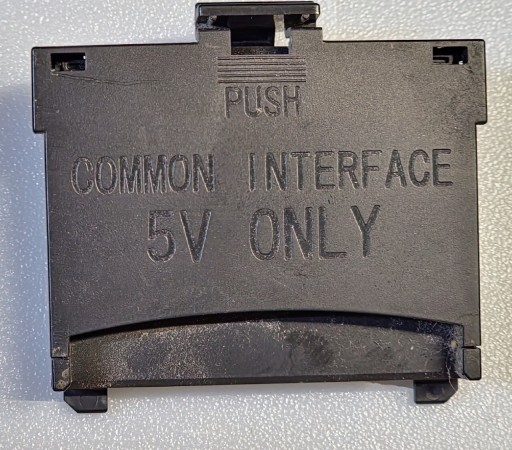 PUSH
COMMON INTERFACE
5V ONLY